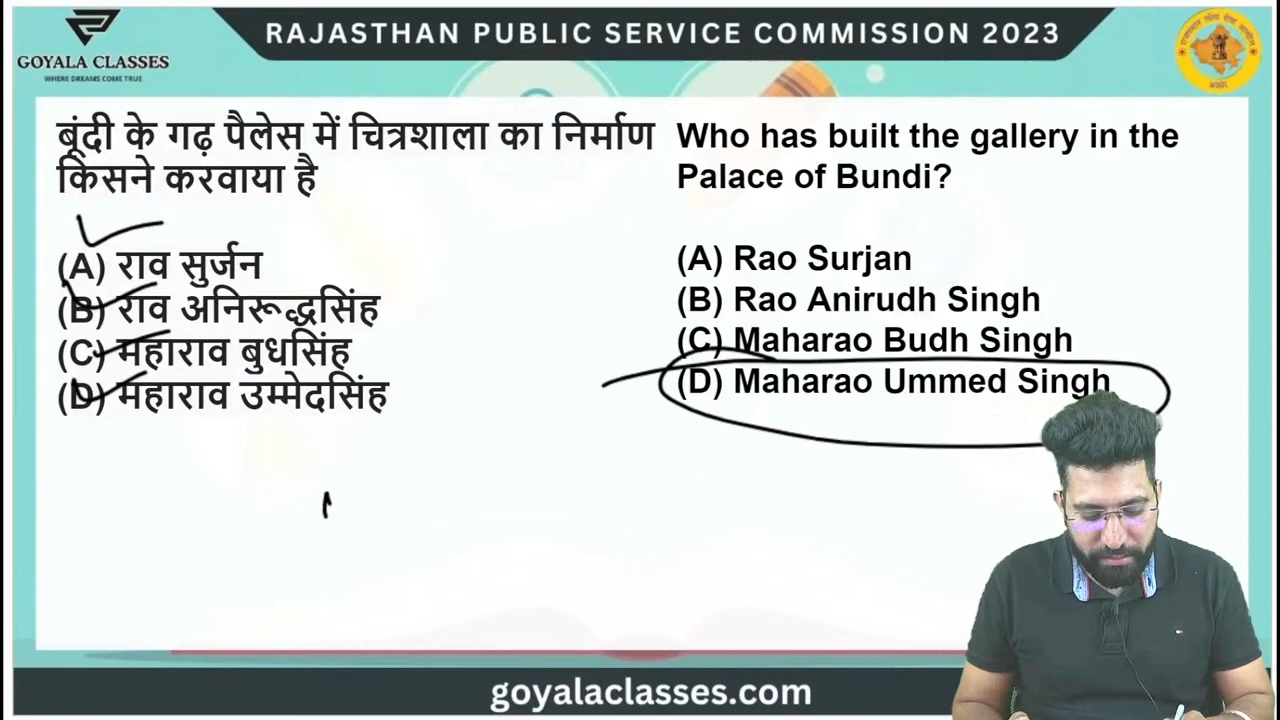 GOYALA CLASSES
WHERE DREAMS COME TRUE
RAJASTHAN PUBLIC SERVICE COMMISSION 2023
बूंदी के गढ़ पैलेस में चित्रशाला का निर्माण
किसने करवाया है
(A) राव सुर्जन
(B) राव अनिरूद्धसिंह
(C) महाराव बुधसिंह
(D) महाराव उम्मेदसिंह
Who has built the gallery in the
Palace of Bundi?
(A) Rao Surjan
(B) Rao Anirudh Singh
(C) Maharao Budh Singh
(D) Maharao Ummed Singh
goyalaclasses.com